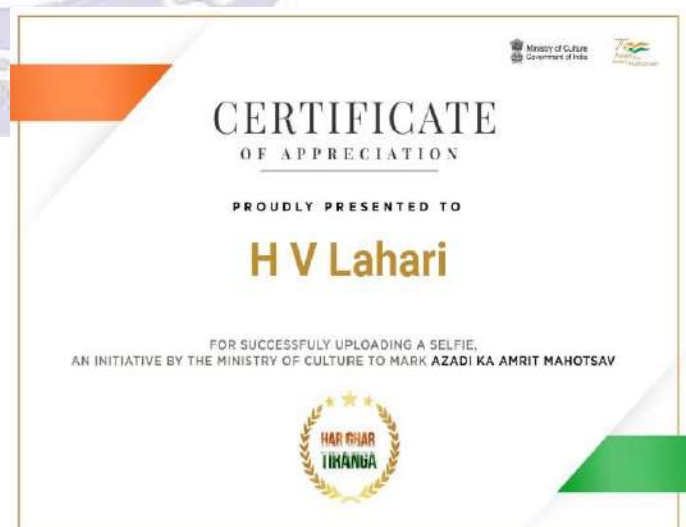 Ministry of Culture
Government of India
CERTIFICATE
OF APPRECIATION
PROUDLY PRESENTED TO
H V Lahari
FOR SUCCESSFULY UPLOADING A SELFIE,
AN INITIATIVE BY THE MINISTRY OF CULTURE TO MARK AZADI KA AMRIT MAHOTSAV
HAR GHAR
TIRANGA